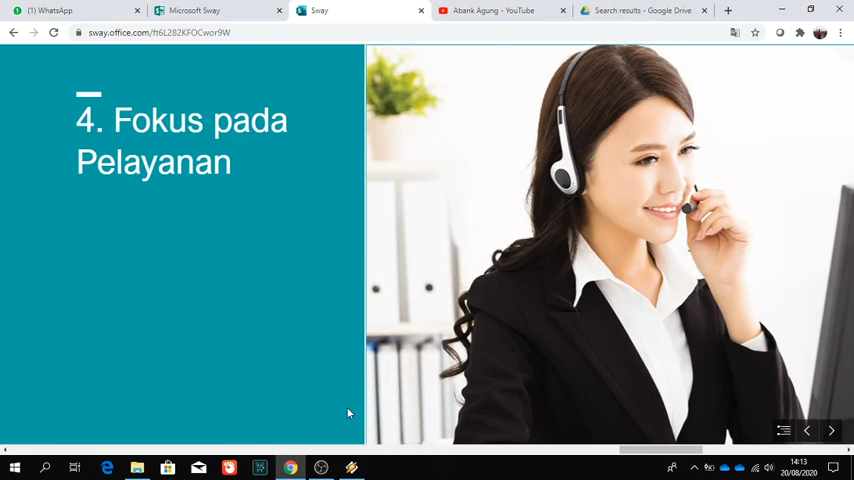 (1) WhatsApp
Microsoft Sway
Sway
Abank Agung - YouTube
Search results - Google Drive
sway.office.com/ft6L282KFOCwor9W
4. Fokus pada
Pelayanan
14:13
20/08/2020